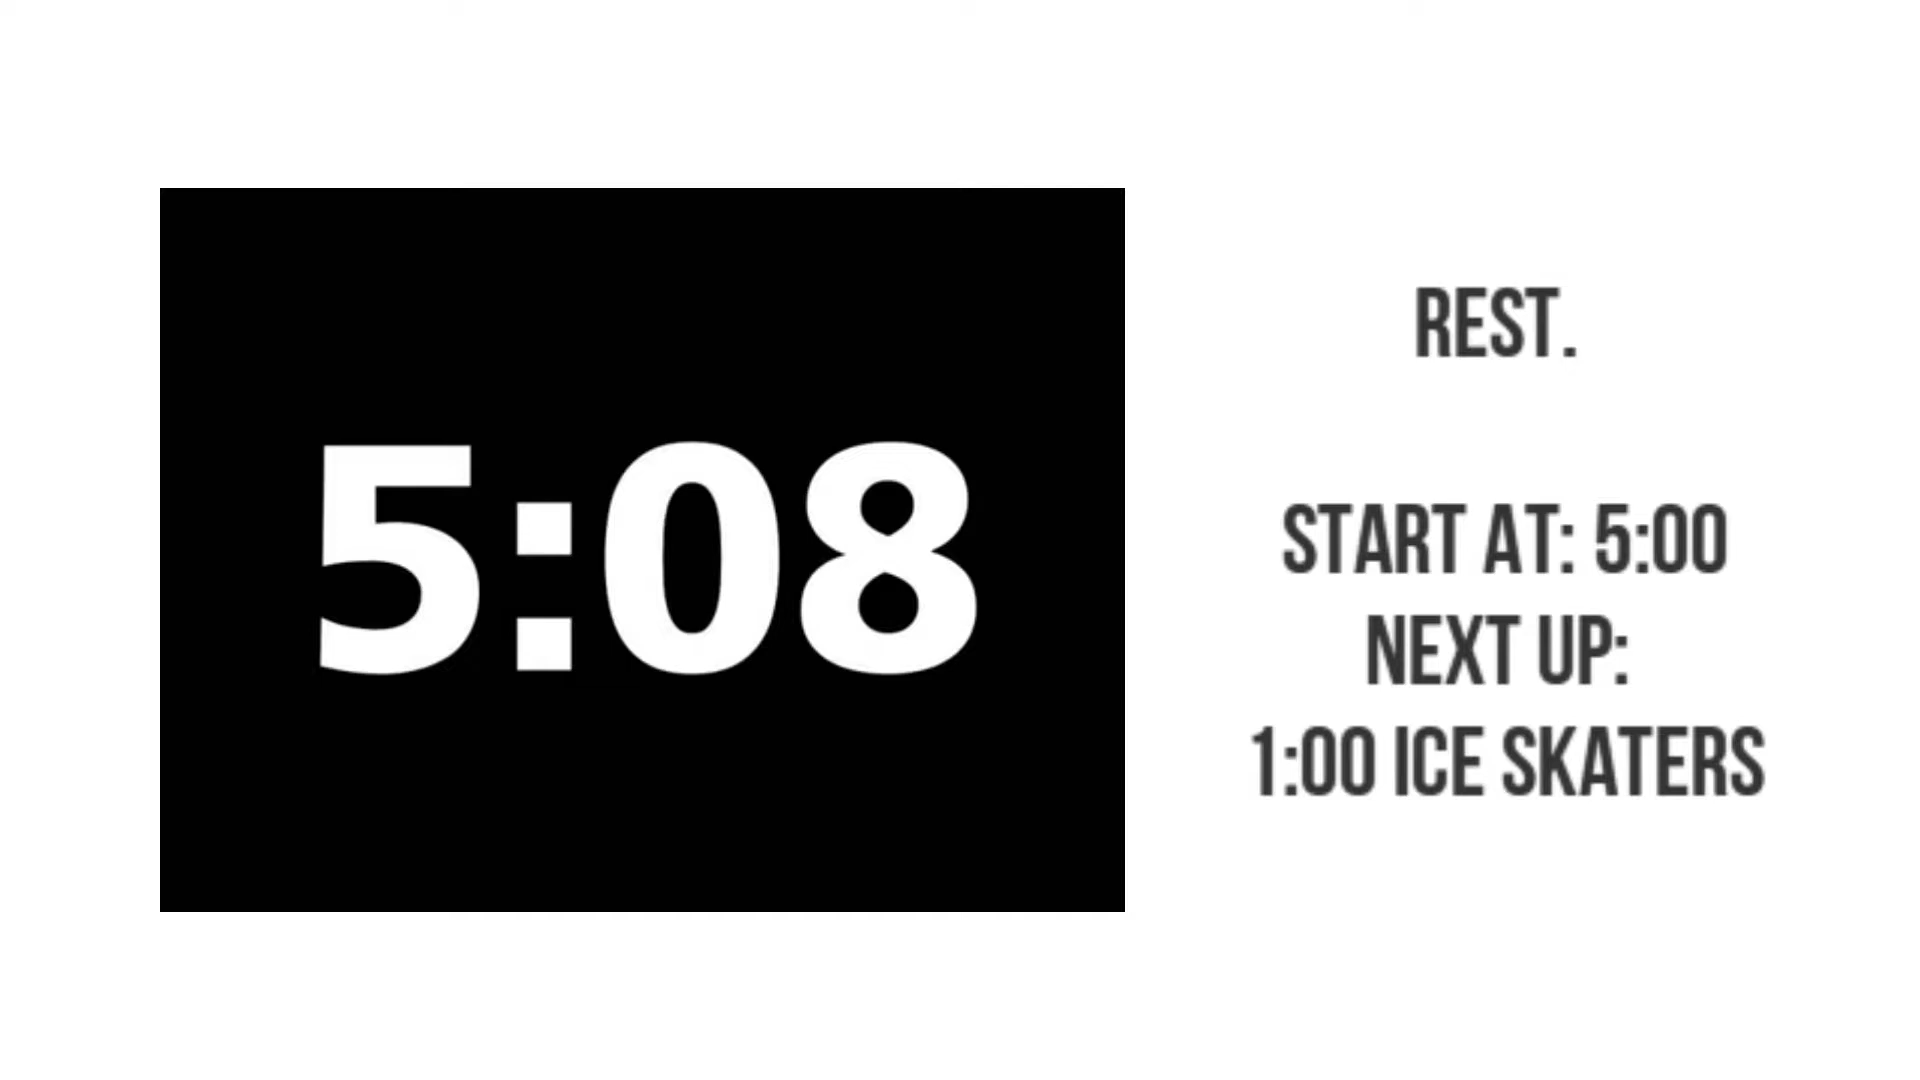 5:08
REST.
START AT: 5:00
NEXT UP:
1:00 ICE SKATERS